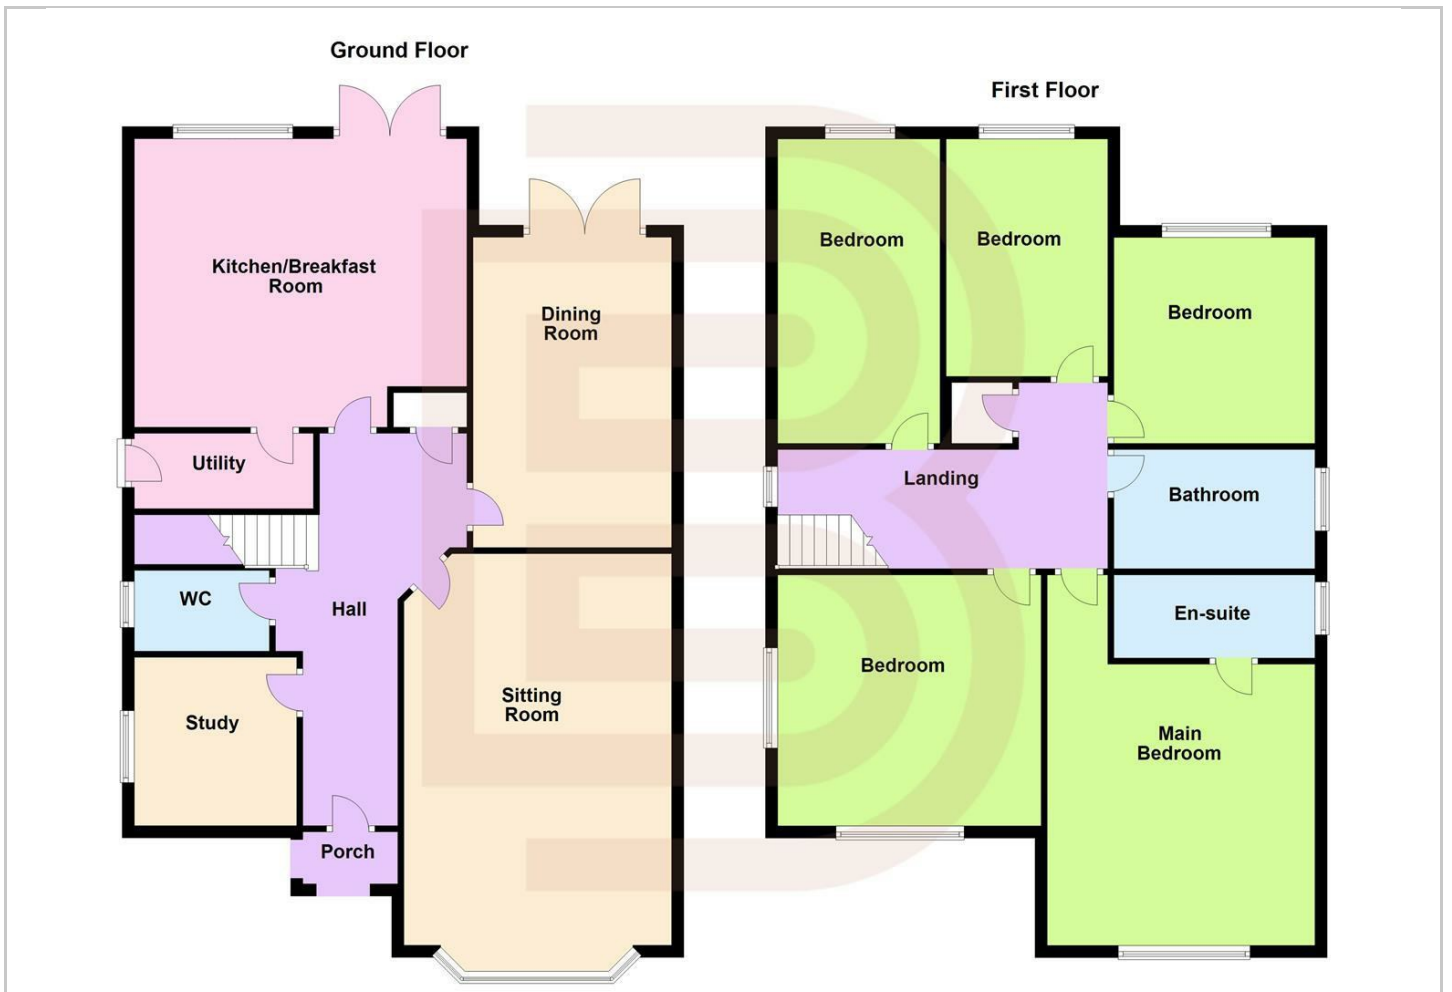 Ground Floor
Kitchen/Breakfast
Room
Dining
Room
Utility
WC
Hall
Study
Sitting
Room
Porch
First Floor
Bedroom
Bedroom
Bedroom
Landing
Bathroom
En-suite
Bedroom
Main
Bedroom